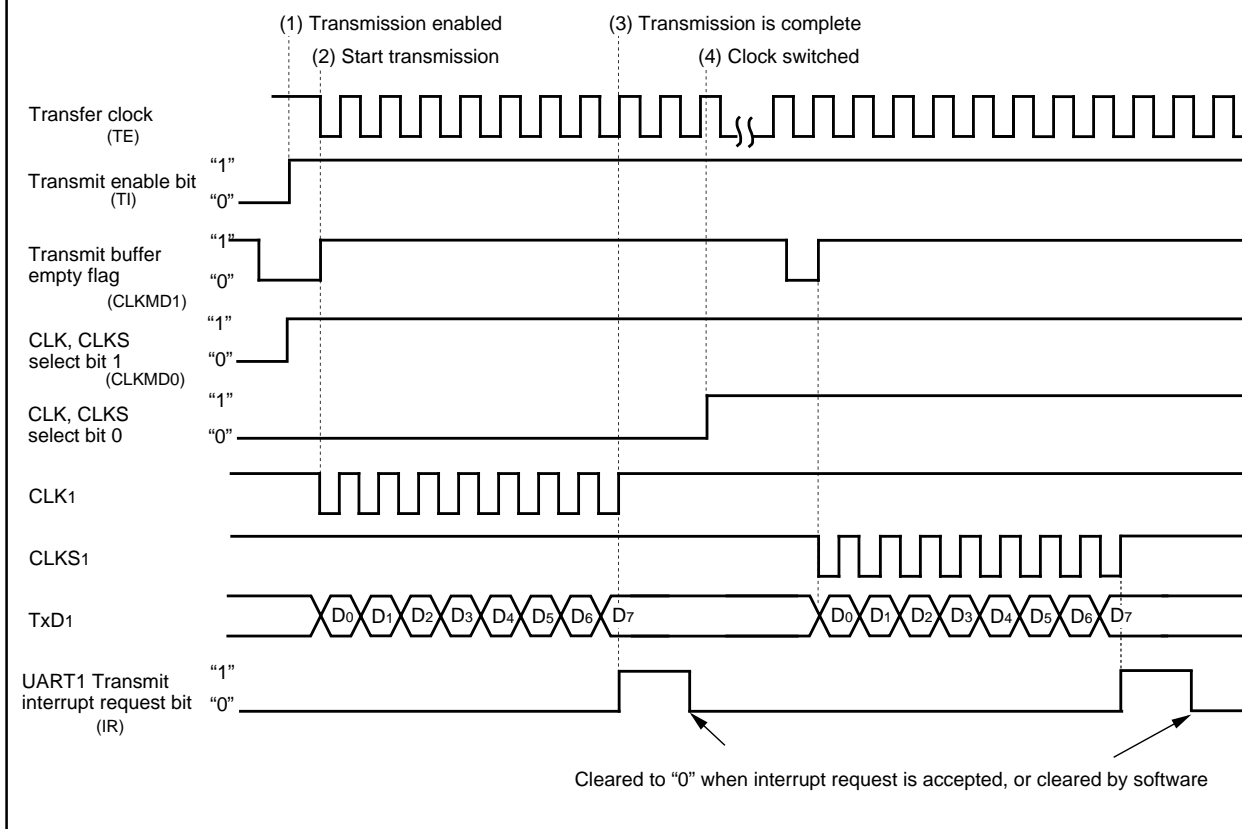 (1) Transmission enabled
(3) Transmission is complete
(2) Start transmission
(4) Clock switched
Transfer clock
(TE)
“1”
Transmit enable bit
(TI)
“0”
“1”
Transmit buffer
empty flag
“0”
(CLKMD1)
“1”
CLK, CLKS
select bit 1
“0”
(CLKMD0)
“1”
CLK, CLKS
select bit 0
“0”
CLK1
CLKS1
TxD1
D0 D1 D2 D3 D4 D5 D6 D7
D0 D1 D2 D3 D4 D5 D6 D7
UART1 Transmit
“1”
interrupt request bit
“0”
(IR)
Cleared to “0” when interrupt request is accepted, or cleared by software